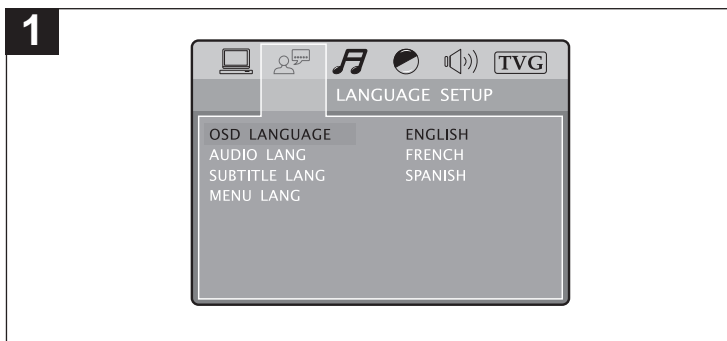 1
TVG
LANGUAGE SETUP
OSD LANGUAGE ENGLISH
AUDIO LANG FRENCH
SUBTITLE LANG SPANISH
MENU LANG